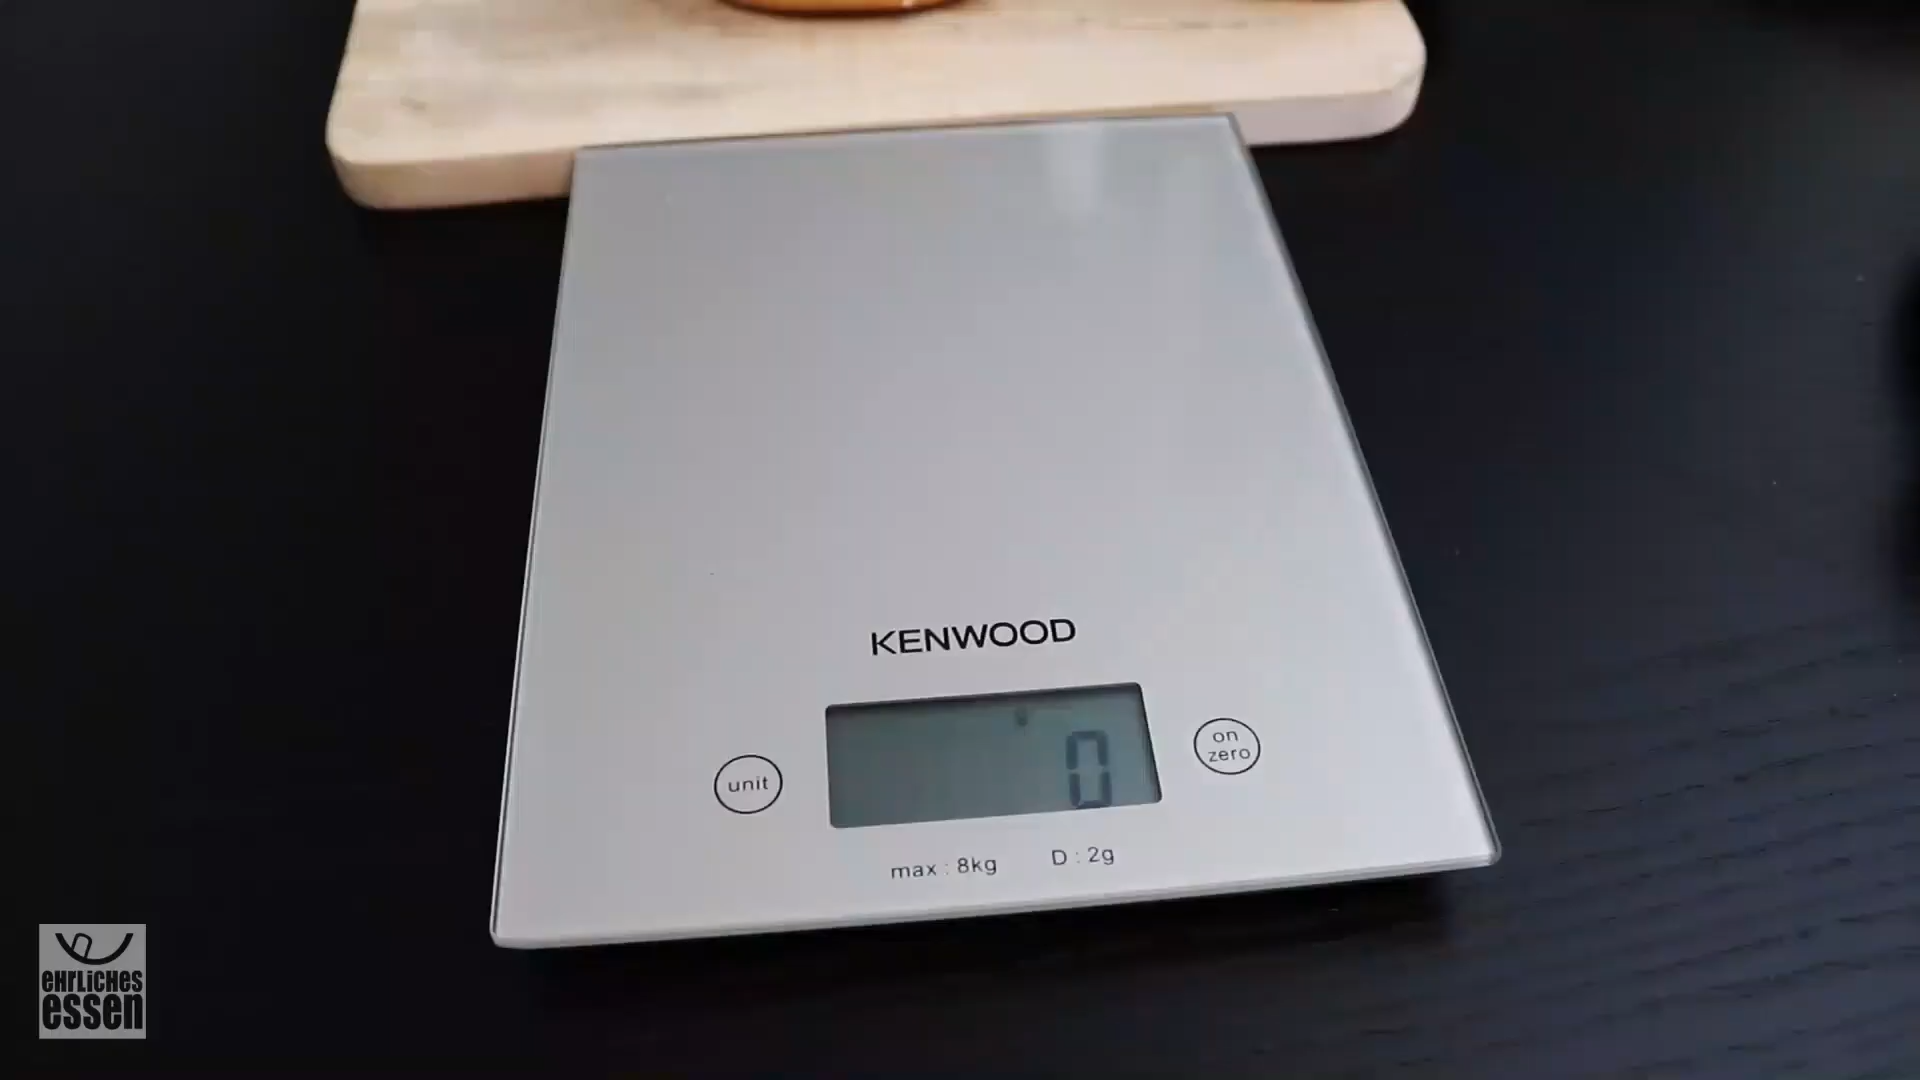 KENWOOD
0
unit
on
zero
max : 8kg D : 2g
EHRLICHES
essen